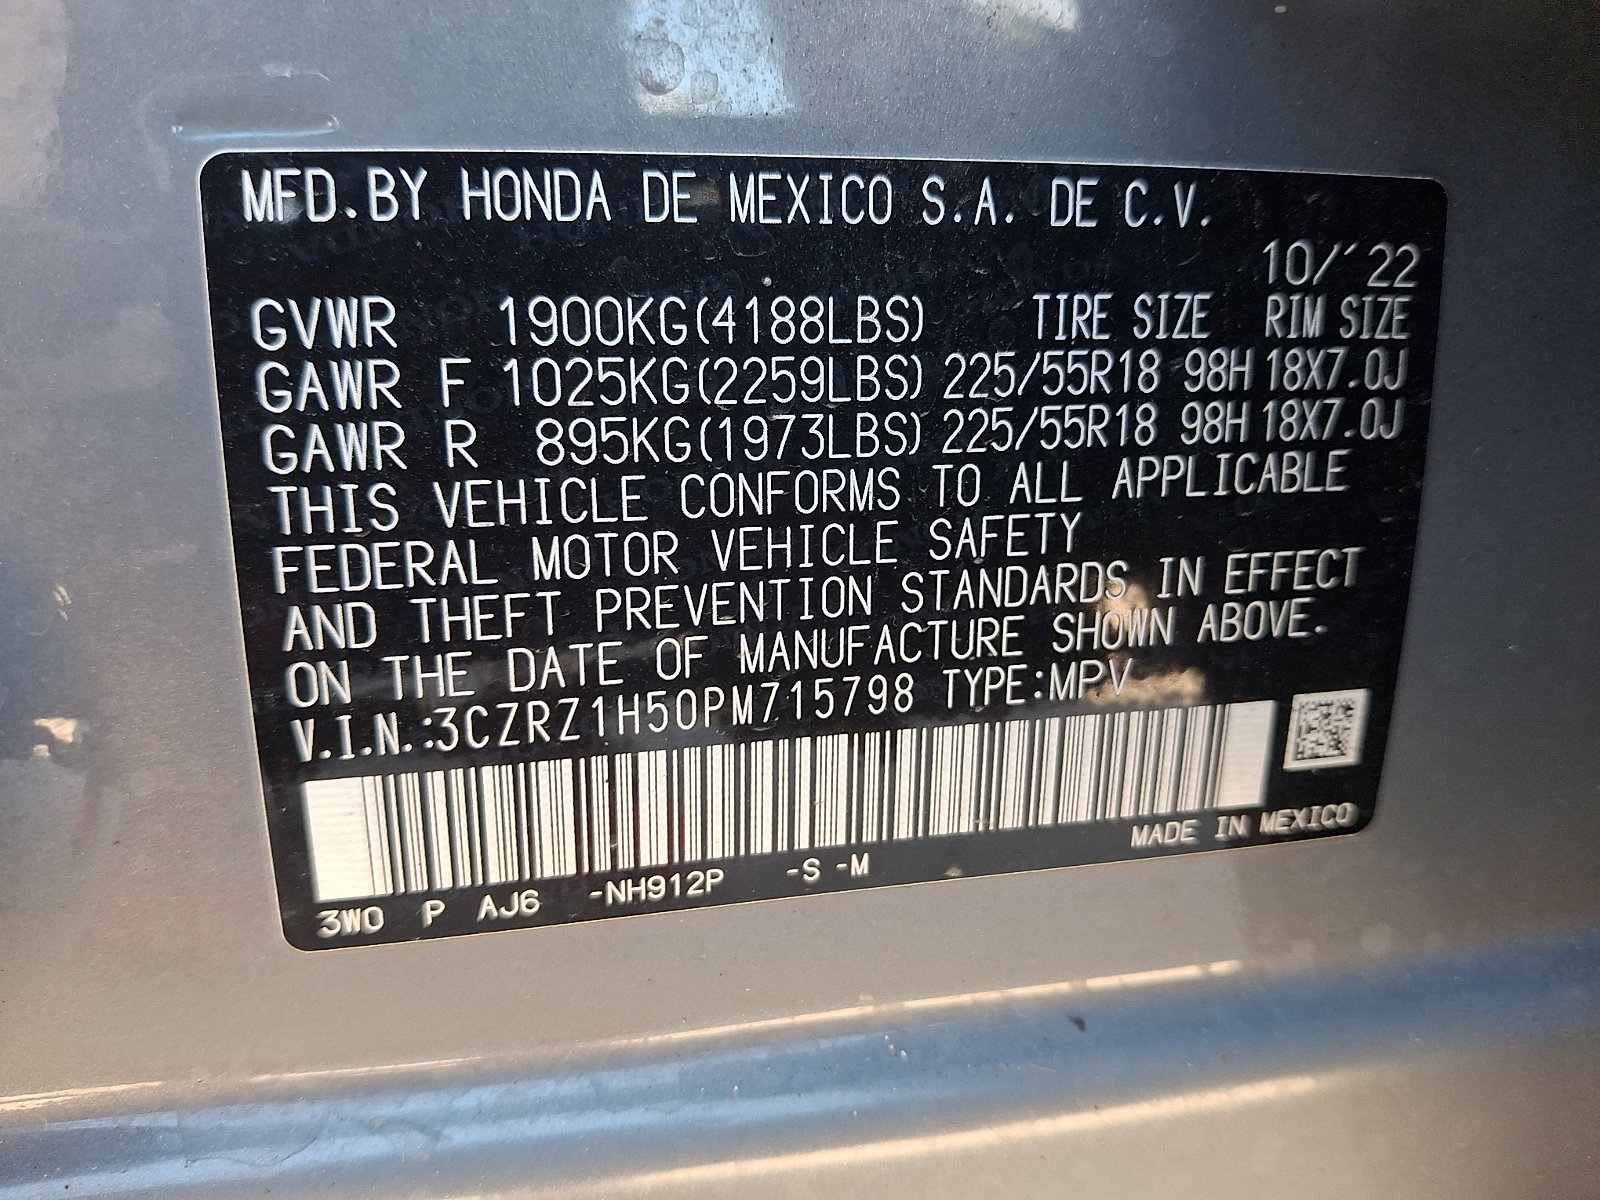 MFD.BY HONDA DE MEXICO S.A. DE C.V.
10/'22
GVWR 1900KG(4188LBS) TIRE SIZE RIM SIZE
GAWR F 1025KG(2259LBS) 225/55R18 98H 18X7.0J
GAWR R 895KG(1973LBS) 225/55R18 98H 18X7.0J
THIS VEHICLE CONFORMS TO ALL APPLICABLE
FEDERAL MOTOR VEHICLE SAFETY
AND THEFT PREVENTION STANDARDS IN EFFECT
ON THE DATE OF MANUFACTURE SHOWN ABOVE.
V.I.N.:3CZRZ1H50PM715798 TYPE:MPV
MADE IN MEXICO
3W0 P AJ6 -NH912P -S -M